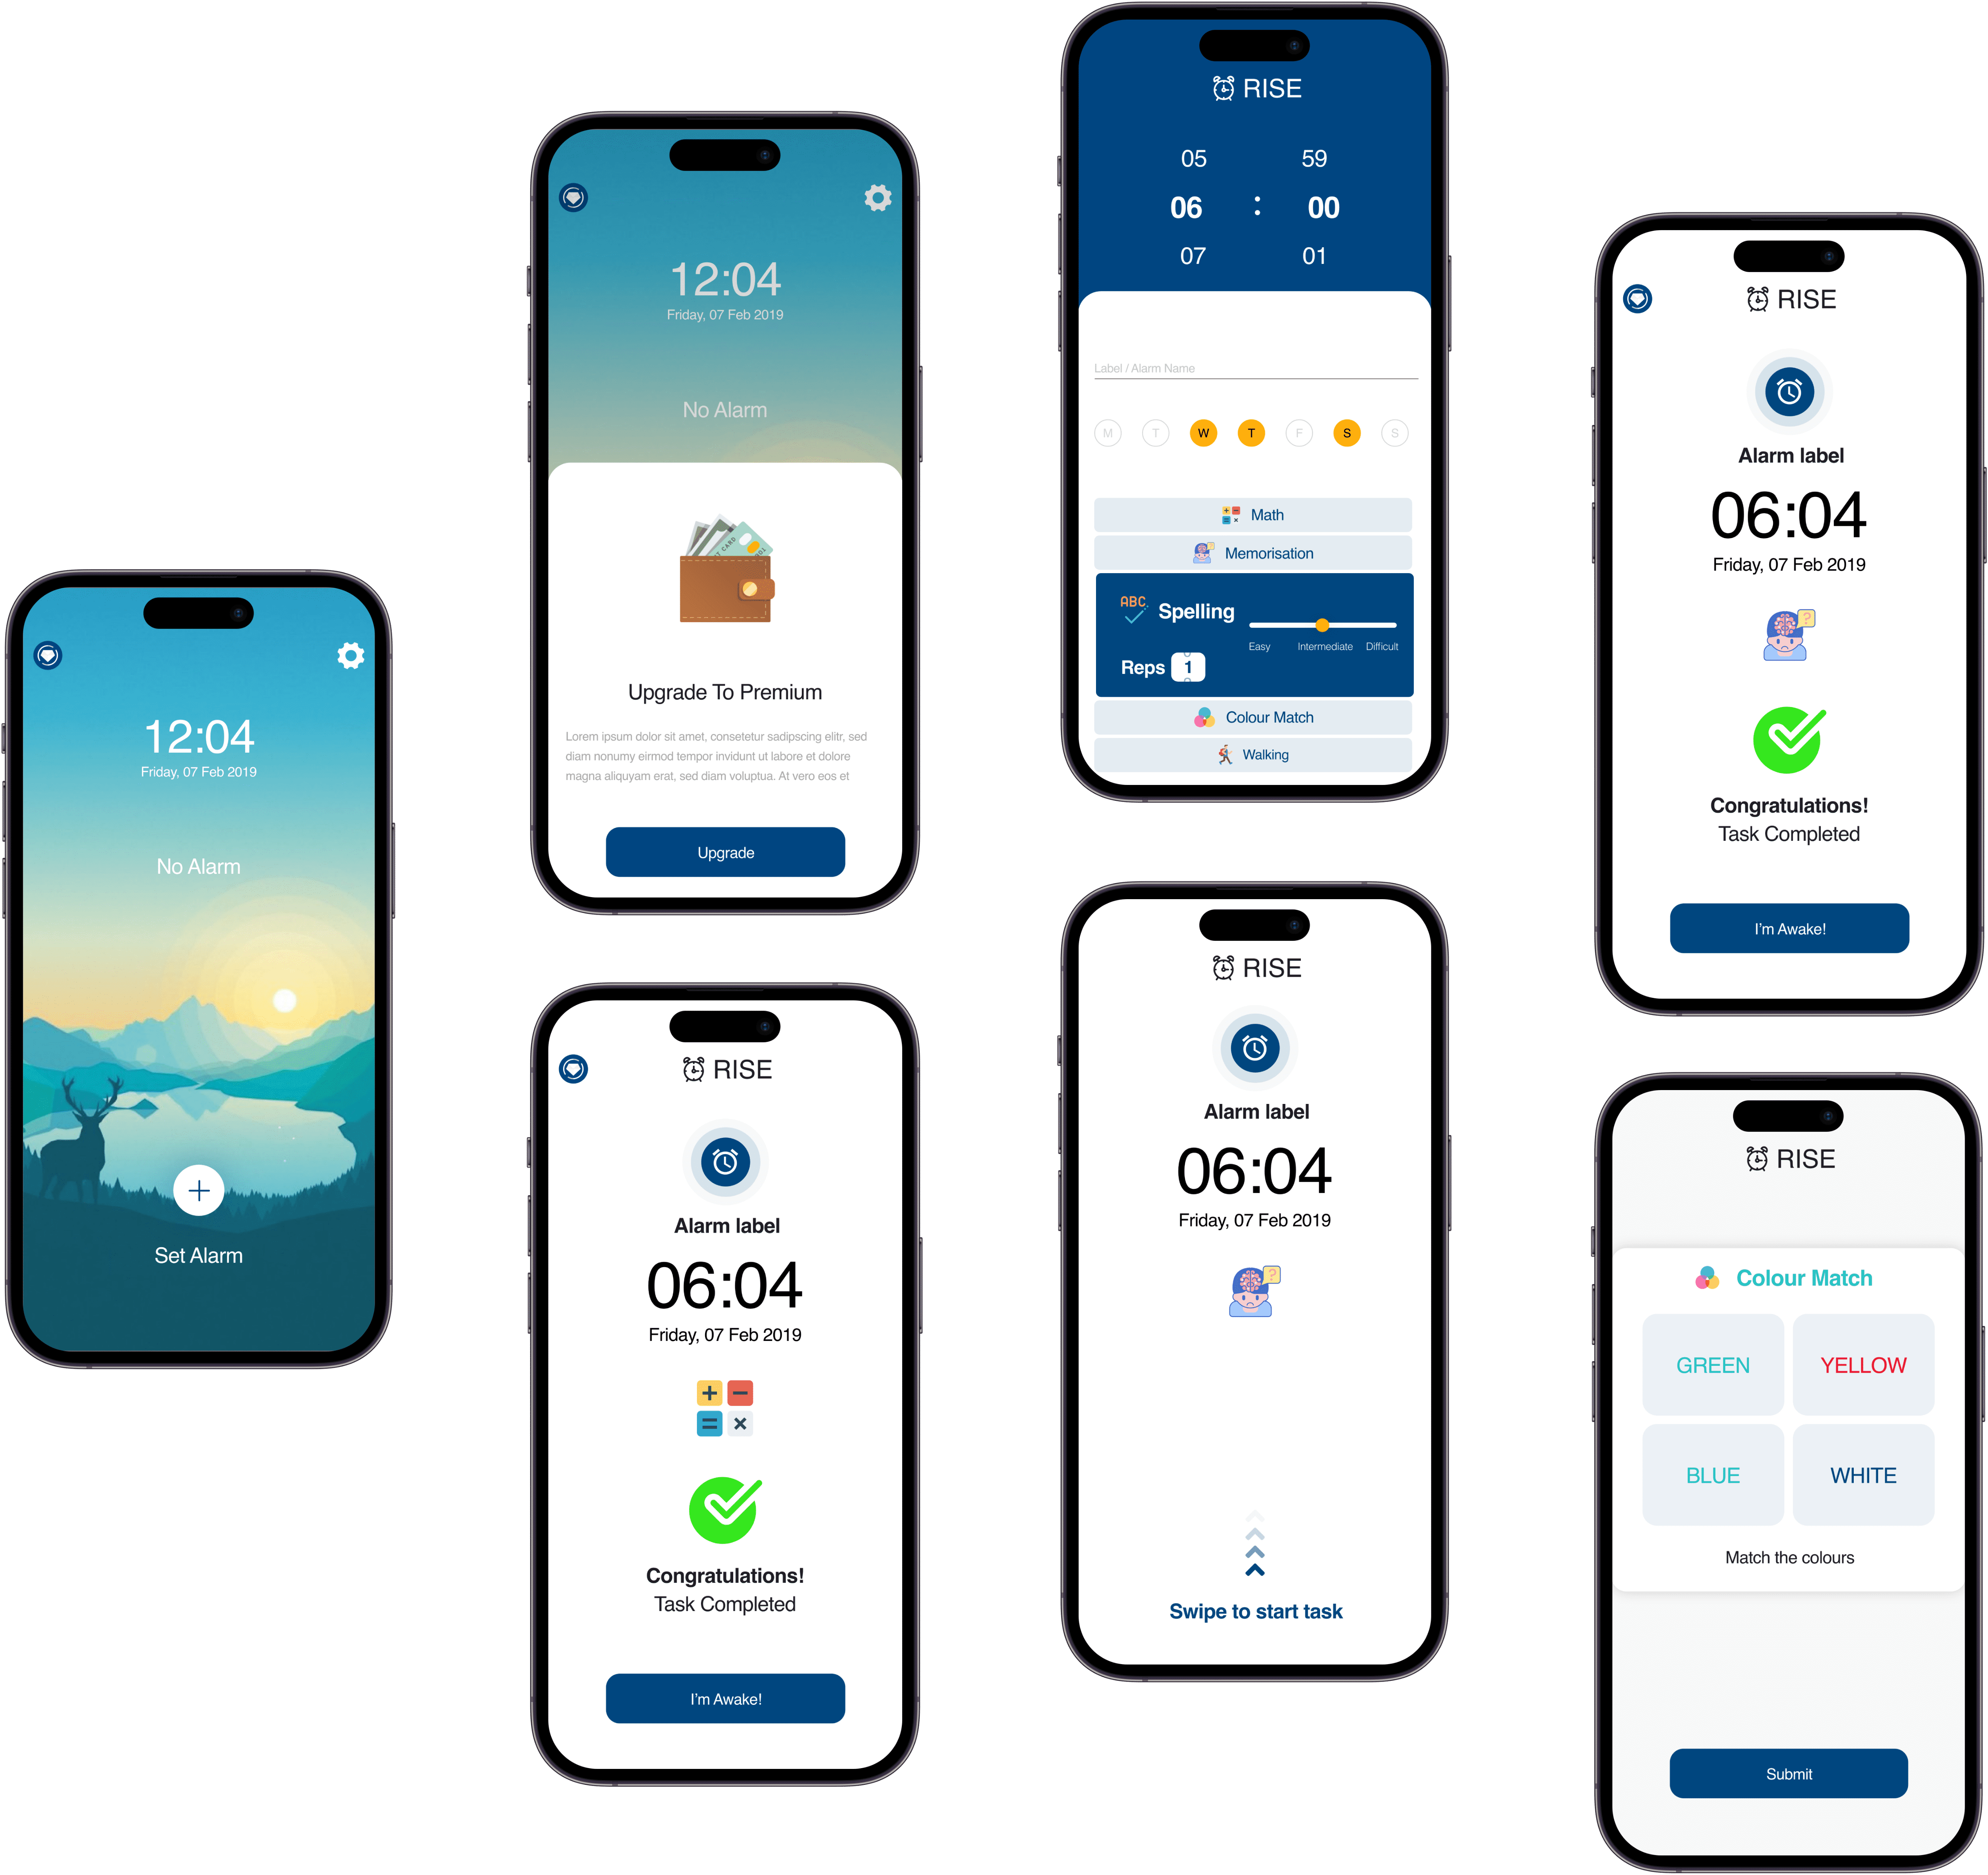 12:04
Friday, 07 Feb 2019
No Alarm
Set Alarm
12:04
Friday, 07 Feb 2019
No Alarm
CARD
Upgrade To Premium
Lorem ipsum dolor sit amet, consetetur sadipscing elitr, sed
diam nonumy eirmod tempor invidunt ut labore et dolore
magna aliquyam erat, sed diam voluptua. At vero eos et
Upgrade
RISE
Alarm label
06:04
Friday, 07 Feb 2019
+ −
= ×
Congratulations!
Task Completed
I'm Awake!
RISE
05 59
06 : 00
07 01
Label / Alarm Name
M T W T F S S
+ −
= × Math
Memorisation
ABC Spelling
Easy Intermediate Difficult
Reps 1
Colour Match
Walking
RISE
Alarm label
06:04
Friday, 07 Feb 2019
?
Swipe to start task
RISE
Alarm label
06:04
Friday, 07 Feb 2019
?
Congratulations!
Task Completed
I'm Awake!
RISE
Colour Match
GREEN YELLOW
BLUE WHITE
Match the colours
Submit